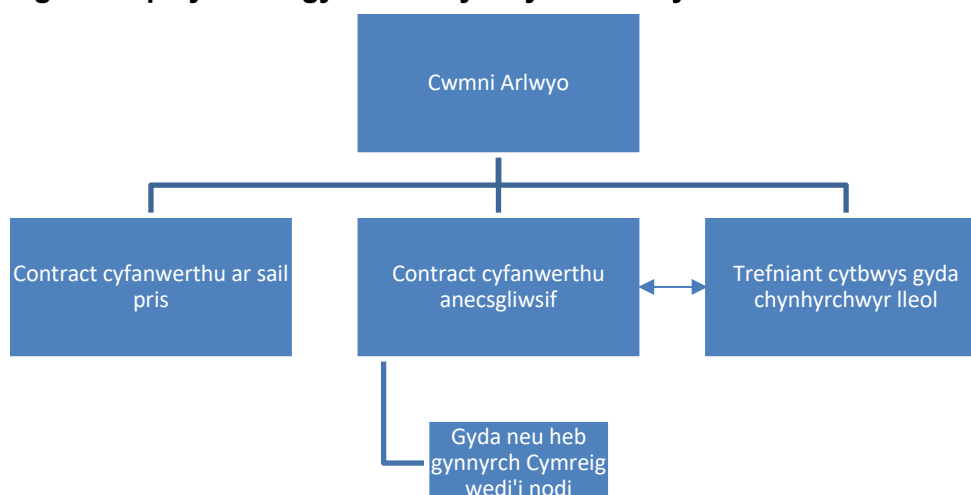 Cwmni Arlwyo
Contract cyfanwerthu ar sail
pris
Contract cyfanwerthu
anecsgliwsif
Trefniant cytbwys gyda
chynhyrchwyr lleol
Gyda neu heb
gynnyrch Cymreig
wedi'i nodi